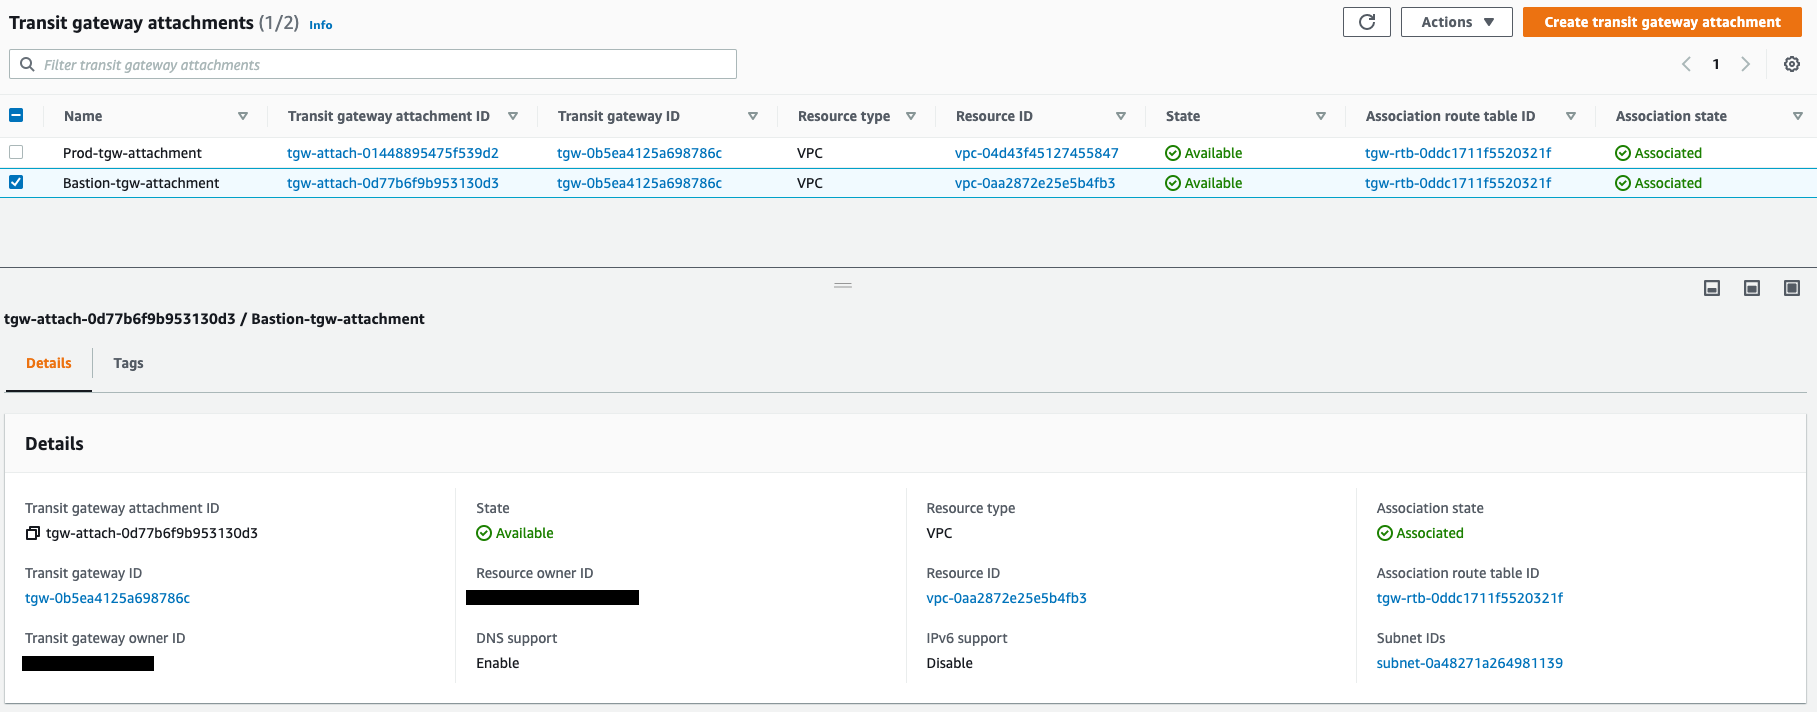 Transit gateway attachments (1/2) Info
Actions
Create transit gateway attachment
Filter transit gateway attachments
1
Name Transit gateway attachment ID Transit gateway ID Resource type Resource ID State Association route table ID Association state
Prod-tgw-attachment tgw-attach-01448895475f539d2 tgw-0b5ea4125a698786c VPC vpc-04d43f45127455847 Available tgw-rtb-0ddc1711f5520321f Associated
Bastion-tgw-attachment tgw-attach-0d77b6f9b953130d3 tgw-0b5ea4125a698786c VPC vpc-0aa2872e25e5b4fb3 Available tgw-rtb-0ddc1711f5520321f Associated
tgw-attach-0d77b6f9b953130d3 / Bastion-tgw-attachment
Details Tags
Details
Transit gateway attachment ID State Resource type Association state
tgw-attach-0d77b6f9b953130d3 Available VPC Associated
Transit gateway ID Resource owner ID Resource ID Association route table ID
tgw-0b5ea4125a698786c vpc-0aa2872e25e5b4fb3 tgw-rtb-0ddc1711f5520321f
Transit gateway owner ID DNS support IPv6 support Subnet IDs
Enable Disable subnet-0a48271a264981139